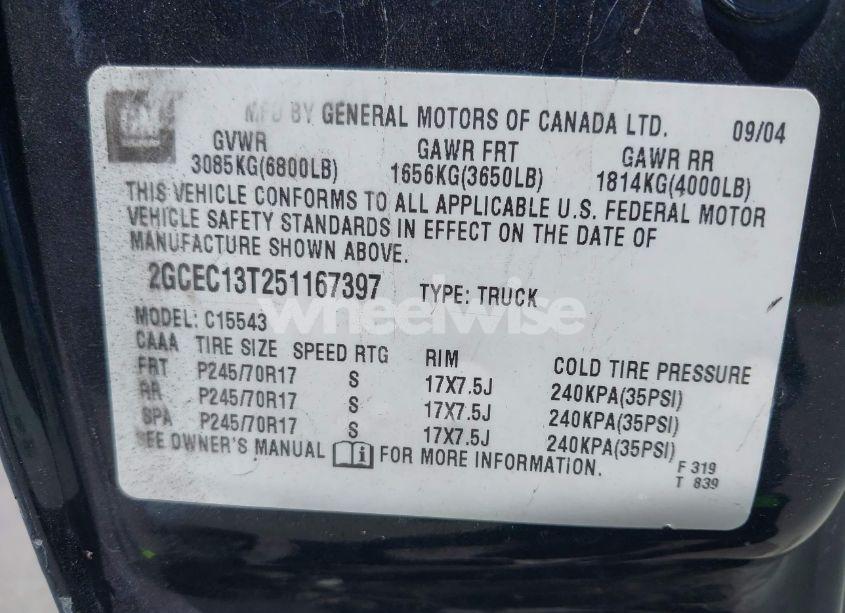 GM
MFD BY GENERAL MOTORS OF CANADA LTD. 09/04
GVWR GAWR FRT GAWR RR
3085KG(6800LB) 1656KG(3650LB) 1814KG(4000LB)
THIS VEHICLE CONFORMS TO ALL APPLICABLE U.S. FEDERAL MOTOR
VEHICLE SAFETY STANDARDS IN EFFECT ON THE DATE OF
MANUFACTURE SHOWN ABOVE.
2GCEC13T251167397 TYPE: TRUCK
wheelwise
MODEL: C15543
CAAA TIRE SIZE SPEED RTG RIM COLD TIRE PRESSURE
FRT P245/70R17 S 17X7.5J 240KPA(35PSI)
RR P245/70R17 S 17X7.5J 240KPA(35PSI)
SPA P245/70R17 S 17X7.5J 240KPA(35PSI)
SEE OWNER'S MANUAL i FOR MORE INFORMATION.
F 319
T 839